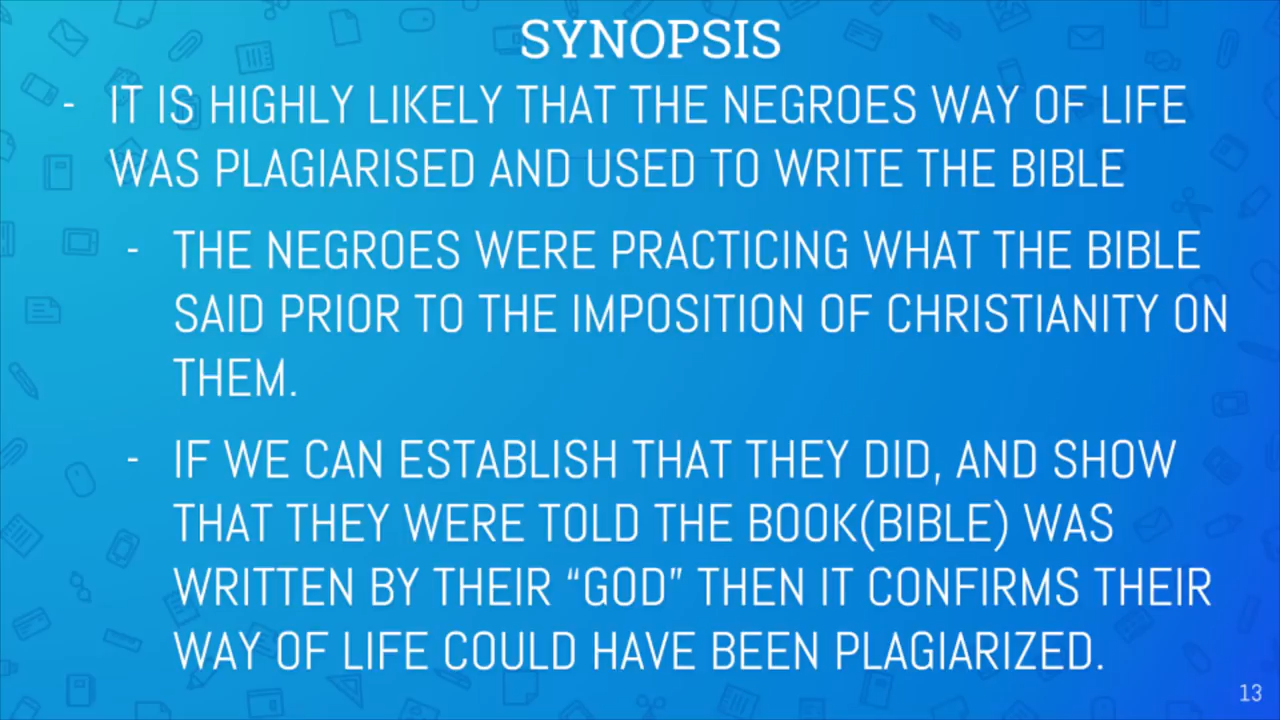 SYNOPSIS
- IT IS HIGHLY LIKELY THAT THE NEGROES WAY OF LIFE
WAS PLAGIARISED AND USED TO WRITE THE BIBLE
- THE NEGROES WERE PRACTICING WHAT THE BIBLE
SAID PRIOR TO THE IMPOSITION OF CHRISTIANITY ON
THEM.
- IF WE CAN ESTABLISH THAT THEY DID, AND SHOW
THAT THEY WERE TOLD THE BOOK(BIBLE) WAS
WRITTEN BY THEIR “GOD” THEN IT CONFIRMS THEIR
WAY OF LIFE COULD HAVE BEEN PLAGIARIZED.
13